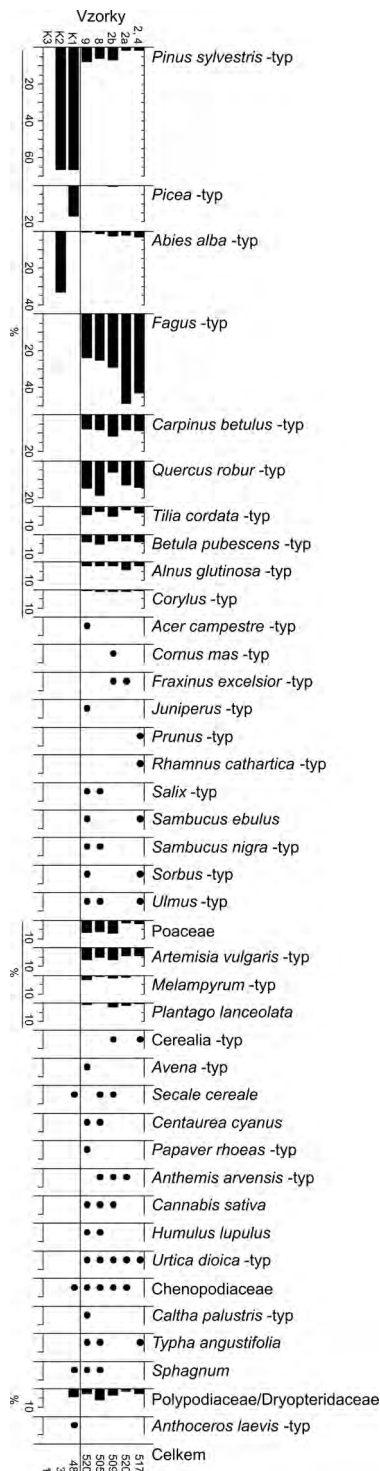 Vzorky
K3 K2 K1 9 8 2b 2a 2, 4
Pinus sylvestris -typ
20 40 60
Picea -typ
20
Abies alba -typ
20 40
%
Fagus -typ
20 40
Carpinus betulus -typ
20
Quercus robur -typ
20
Tilia cordata -typ
10
Betula pubescens -typ
10
Alnus glutinosa -typ
10
Corylus -typ
10
Acer campestre -typ
Cornus mas -typ
Fraxinus excelsior -typ
Juniperus -typ
Prunus -typ
Rhamnus cathartica -typ
Salix -typ
Sambucus ebulus
Sambucus nigra -typ
Sorbus -typ
Ulmus -typ
Poaceae
10
Artemisia vulgaris -typ
10
%
Melampyrum -typ
10
Plantago lanceolata
10
Cerealia -typ
Avena -typ
Secale cereale
Centaurea cyanus
Papaver rhoeas -typ
Anthemis arvensis -typ
Cannabis sativa
Humulus lupulus
Urtica dioica -typ
Chenopodiaceae
Caltha palustris -typ
Typha angustifolia
Sphagnum
Polypodiaceae/Dryopteridaceae
10
%
Anthoceros laevis -typ
Celkem
48 520 505 509 520 517